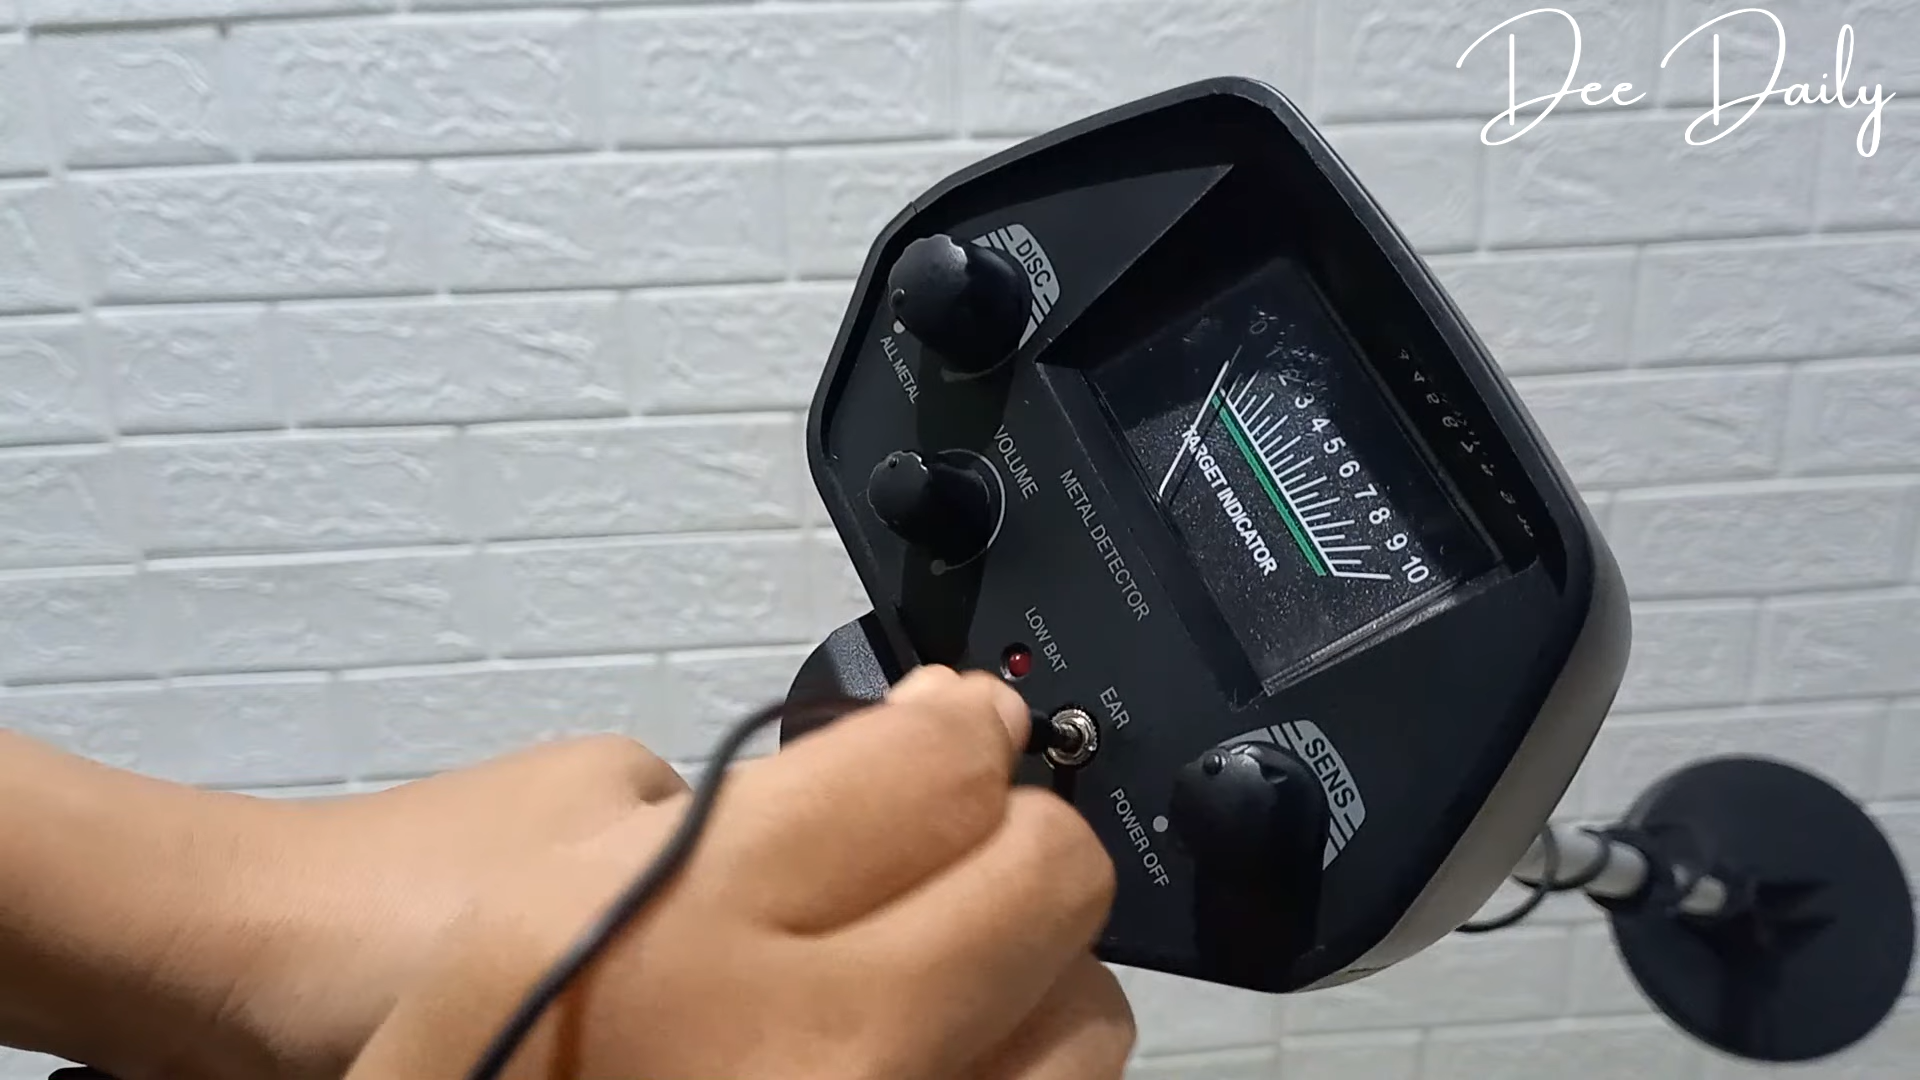 Dee Daily
DISC
ALL METAL
VOLUME
METAL DETECTOR
0 1 2 3 4 5 6 7 8 9 10
TARGET INDICATOR
LOW BAT
EAR
SENS
POWER OFF